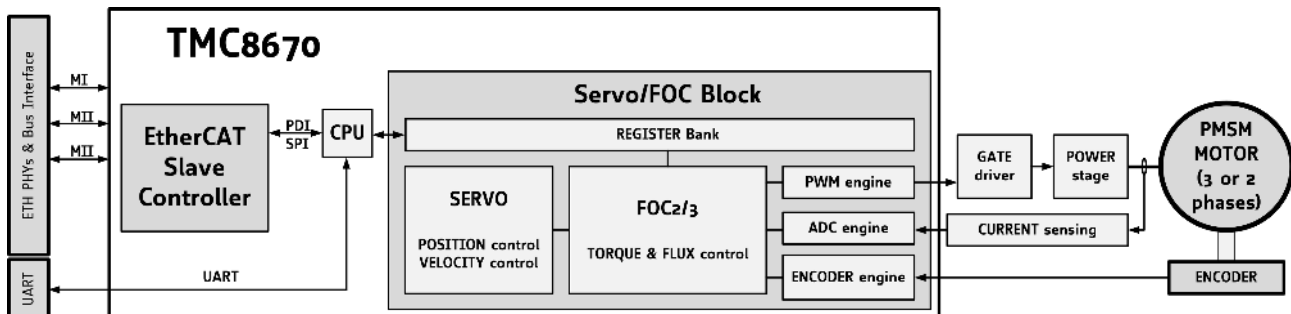 TMC8670
ETH PHYs & Bus Interface
MI
MII
MII
EtherCAT
Slave
Controller
PDI
SPI
CPU
UART
UART
Servo/FOC Block
REGISTER Bank
SERVO
POSITION control
VELOCITY control
FOC2/3
TORQUE & FLUX control
PWM engine
ADC engine
ENCODER engine
GATE
driver
POWER
stage
CURRENT sensing
PMSM
MOTOR
(3 or 2
phases)
ENCODER